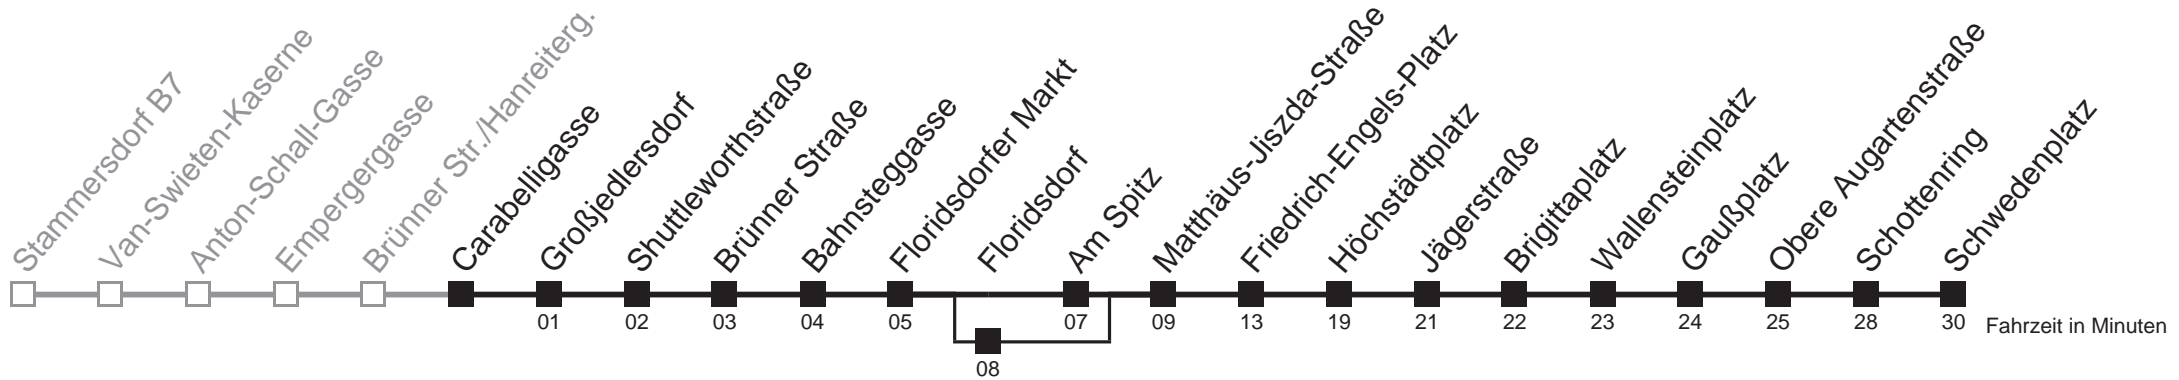 Stammersdorf B7
Van-Swieten-Kaserne
Anton-Schall-Gasse
Empergergasse
Brünner Str./Hanreiterg.
Carabelligasse
Großjedlersdorf
Shuttleworthstraße
Brünner Straße
Bahnsteggasse
Floridsdorfer Markt
Floridsdorf
Am Spitz
Matthäus-Jiszda-Straße
Friedrich-Engels-Platz
Höchstädtplatz
Jägerstraße
Brigittaplatz
Wallensteinplatz
Gaußplatz
Obere Augartenstraße
Schottenring
Schwedenplatz
01 02 03 04 05 07 09 13 19 21 22 23 24 25 28 30 Fahrzeit in Minuten
08